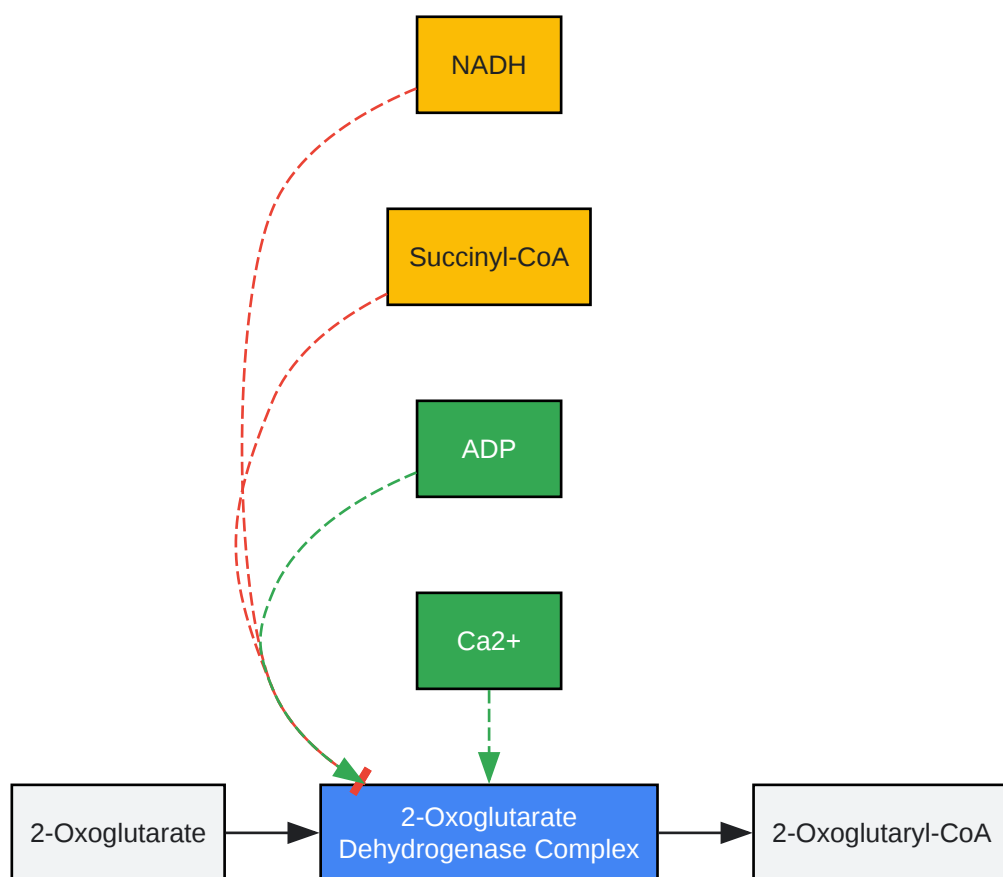 NADH
Succinyl-CoA
ADP
Ca2+
2-Oxoglutarate
2-Oxoglutarate
Dehydrogenase Complex
2-Oxoglutaryl-CoA